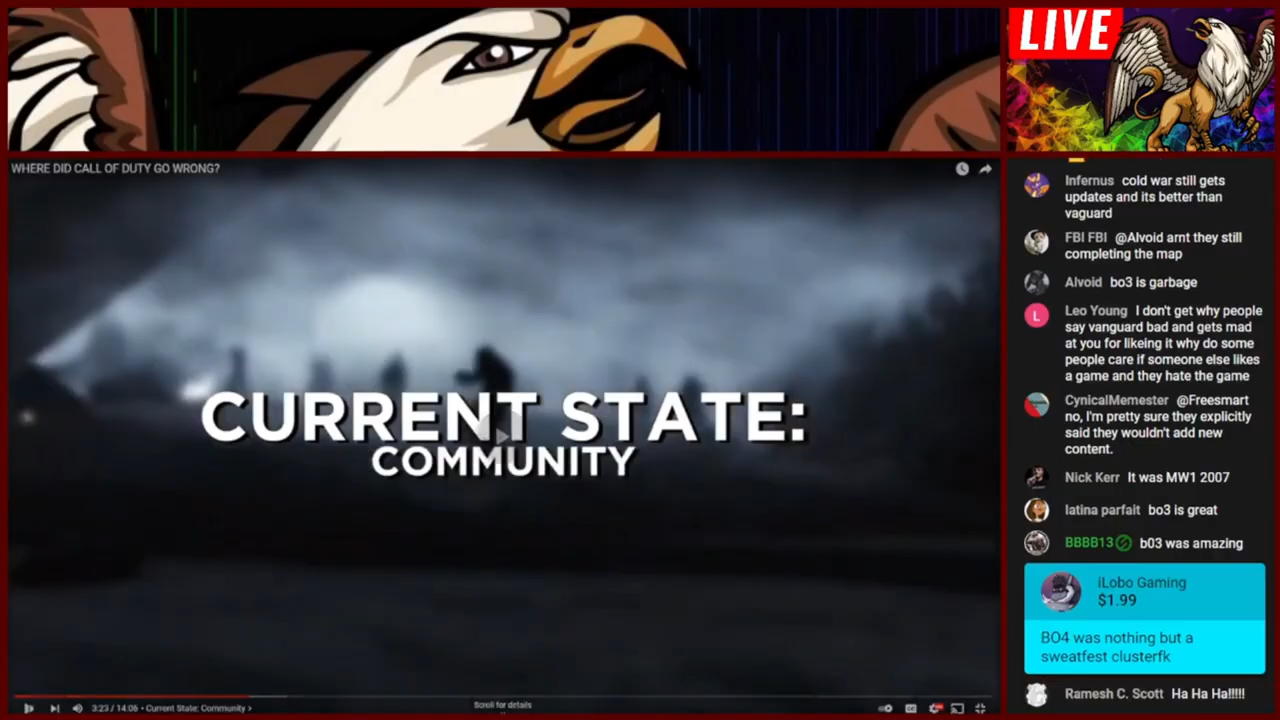 LIVE
WHERE DID CALL OF DUTY GO WRONG?
CURRENT STATE:
COMMUNITY
3:23 / 14:06 • Current State: Community >
Scroll for details
Infernus cold war still gets
updates and its better than
vaguard
FBI FBI @Alvoid arnt they still
completing the map
Alvoid bo3 is garbage
L
Leo Young I don't get why people
say vanguard bad and gets mad
at you for likeing it why do some
people care if someone else likes
a game and they hate the game
CynicalMemester @Freesmart
no, I'm pretty sure they explicitly
said they wouldn't add new
content.
Nick Kerr It was MW1 2007
latina parfait bo3 is great
BBBB13 b03 was amazing
iLobo Gaming
$1.99
BO4 was nothing but a
sweatfest clusterfk
Ramesh C. Scott Ha Ha Ha!!!!!